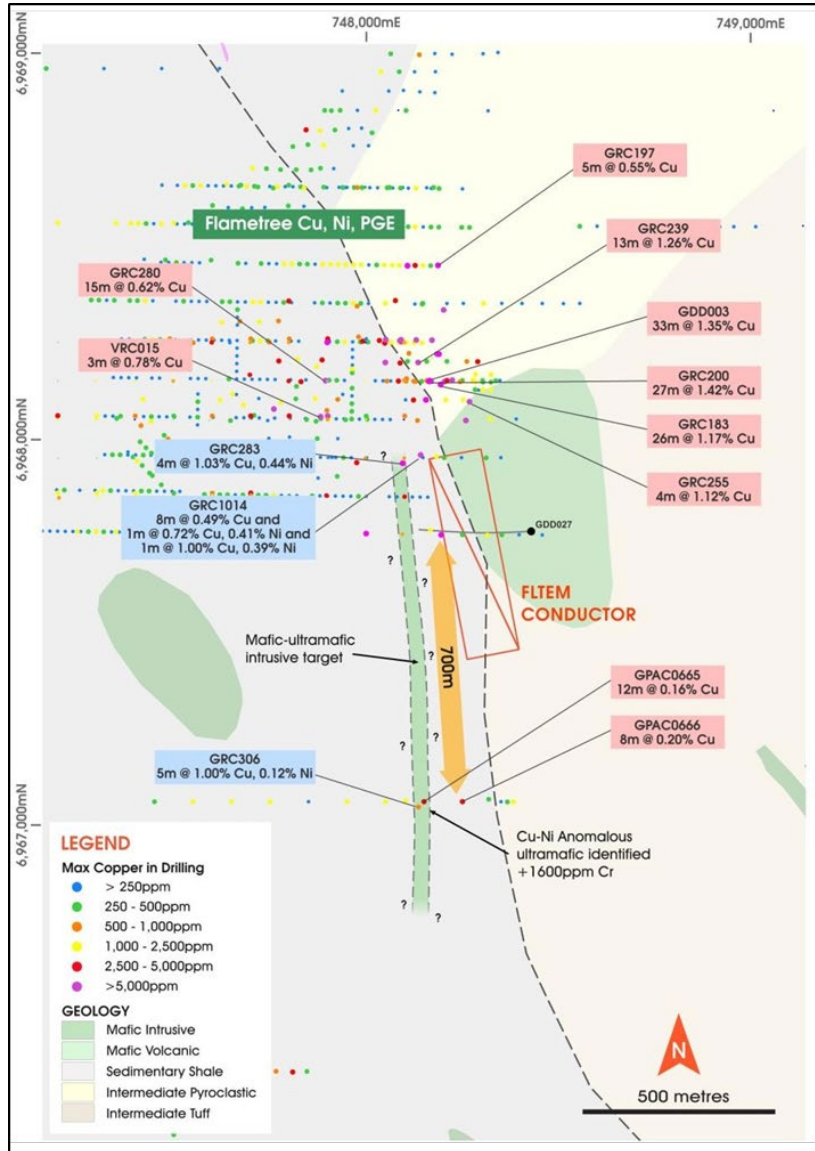 748,000mE
749,000mE
6,969,000mN
GRC197
5m @ 0.55% Cu
Flametree Cu, Ni, PGE
GRC239
13m @ 1.26% Cu
GRC280
15m @ 0.62% Cu
GDD003
33m @ 1.35% Cu
VRC015
3m @ 0.78% Cu
GRC200
27m @ 1.42% Cu
GRC183
26m @ 1.17% Cu
6,968,000mN
GRC283
4m @ 1.03% Cu, 0.44% Ni
?
GRC255
4m @ 1.12% Cu
GRC1014
8m @ 0.49% Cu and
1m @ 0.72% Cu, 0.41% Ni and
1m @ 1.00% Cu, 0.39% Ni
GDD027
?
?
FLTEM
CONDUCTOR
Mafic-ultramafic
intrusive target
?
700m
GPAC0665
12m @ 0.16% Cu
?
?
GPAC0666
8m @ 0.20% Cu
GRC306
5m @ 1.00% Cu, 0.12% Ni
6,967,000mN
Cu-Ni Anomalous
ultramafic identified
+1600ppm Cr
?
?
LEGEND
Max Copper in Drilling
> 250ppm
250 - 500ppm
500 - 1,000ppm
1,000 - 2,500ppm
2,500 - 5,000ppm
>5,000ppm
GEOLOGY
Mafic Intrusive
Mafic Volcanic
Sedimentary Shale
Intermediate Pyroclastic
Intermediate Tuff
N
500 metres